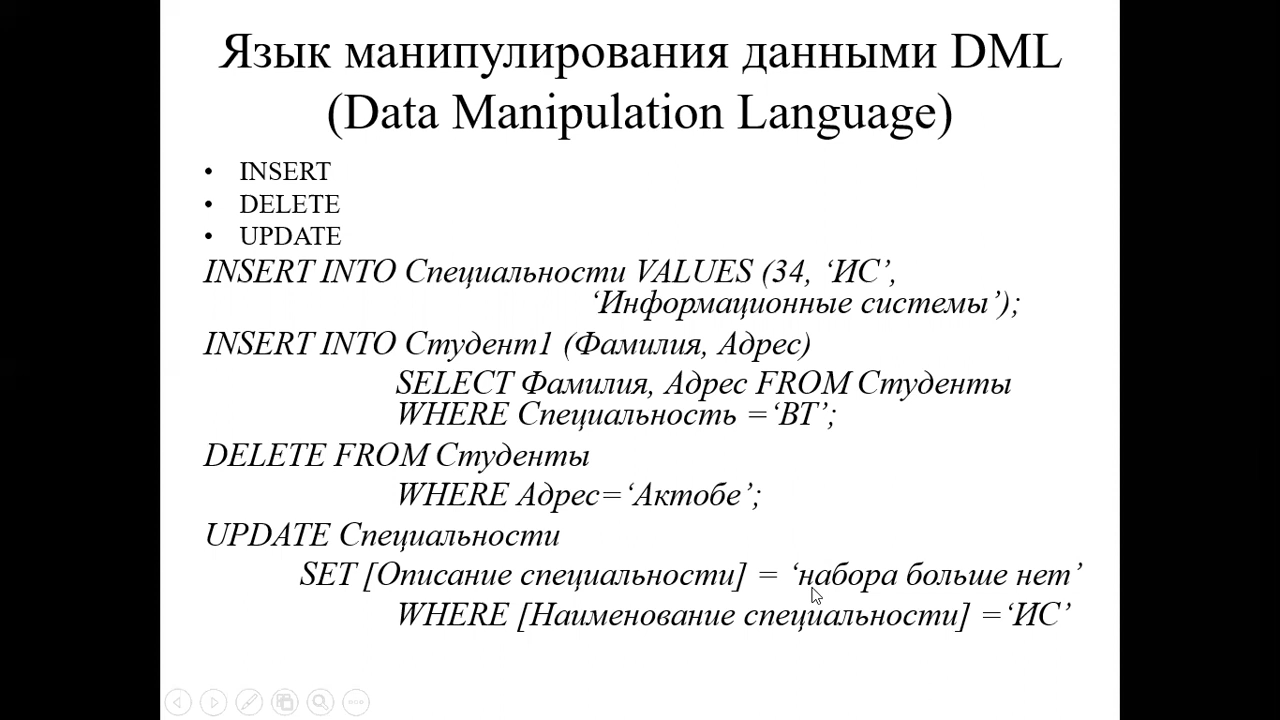 Язык манипулирования данными DML
(Data Manipulation Language)
• INSERT
• DELETE
• UPDATE
INSERT INTO Специальности VALUES (34, ‘ИС’,
‘Информационные системы’);
INSERT INTO Студент1 (Фамилия, Адрес)
SELECT Фамилия, Адрес FROM Студенты
WHERE Специальность =‘ВТ’;
DELETE FROM Студенты
WHERE Адрес=‘Актобе’;
UPDATE Специальности
SET [Описание специальности] = ‘набора больше нет’
WHERE [Наименование специальности] =‘ИС’